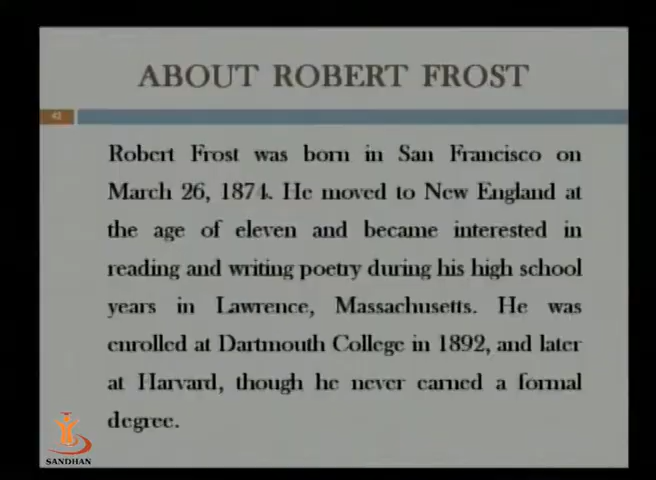 ABOUT ROBERT FROST
42
Robert Frost was born in San Francisco on
March 26, 1874. He moved to New England at
the age of eleven and became interested in
reading and writing poetry during his high school
years in Lawrence, Massachusetts. He was
enrolled at Dartmouth College in 1892, and later
at Harvard, though he never earned a formal
degree.
SANDHAN